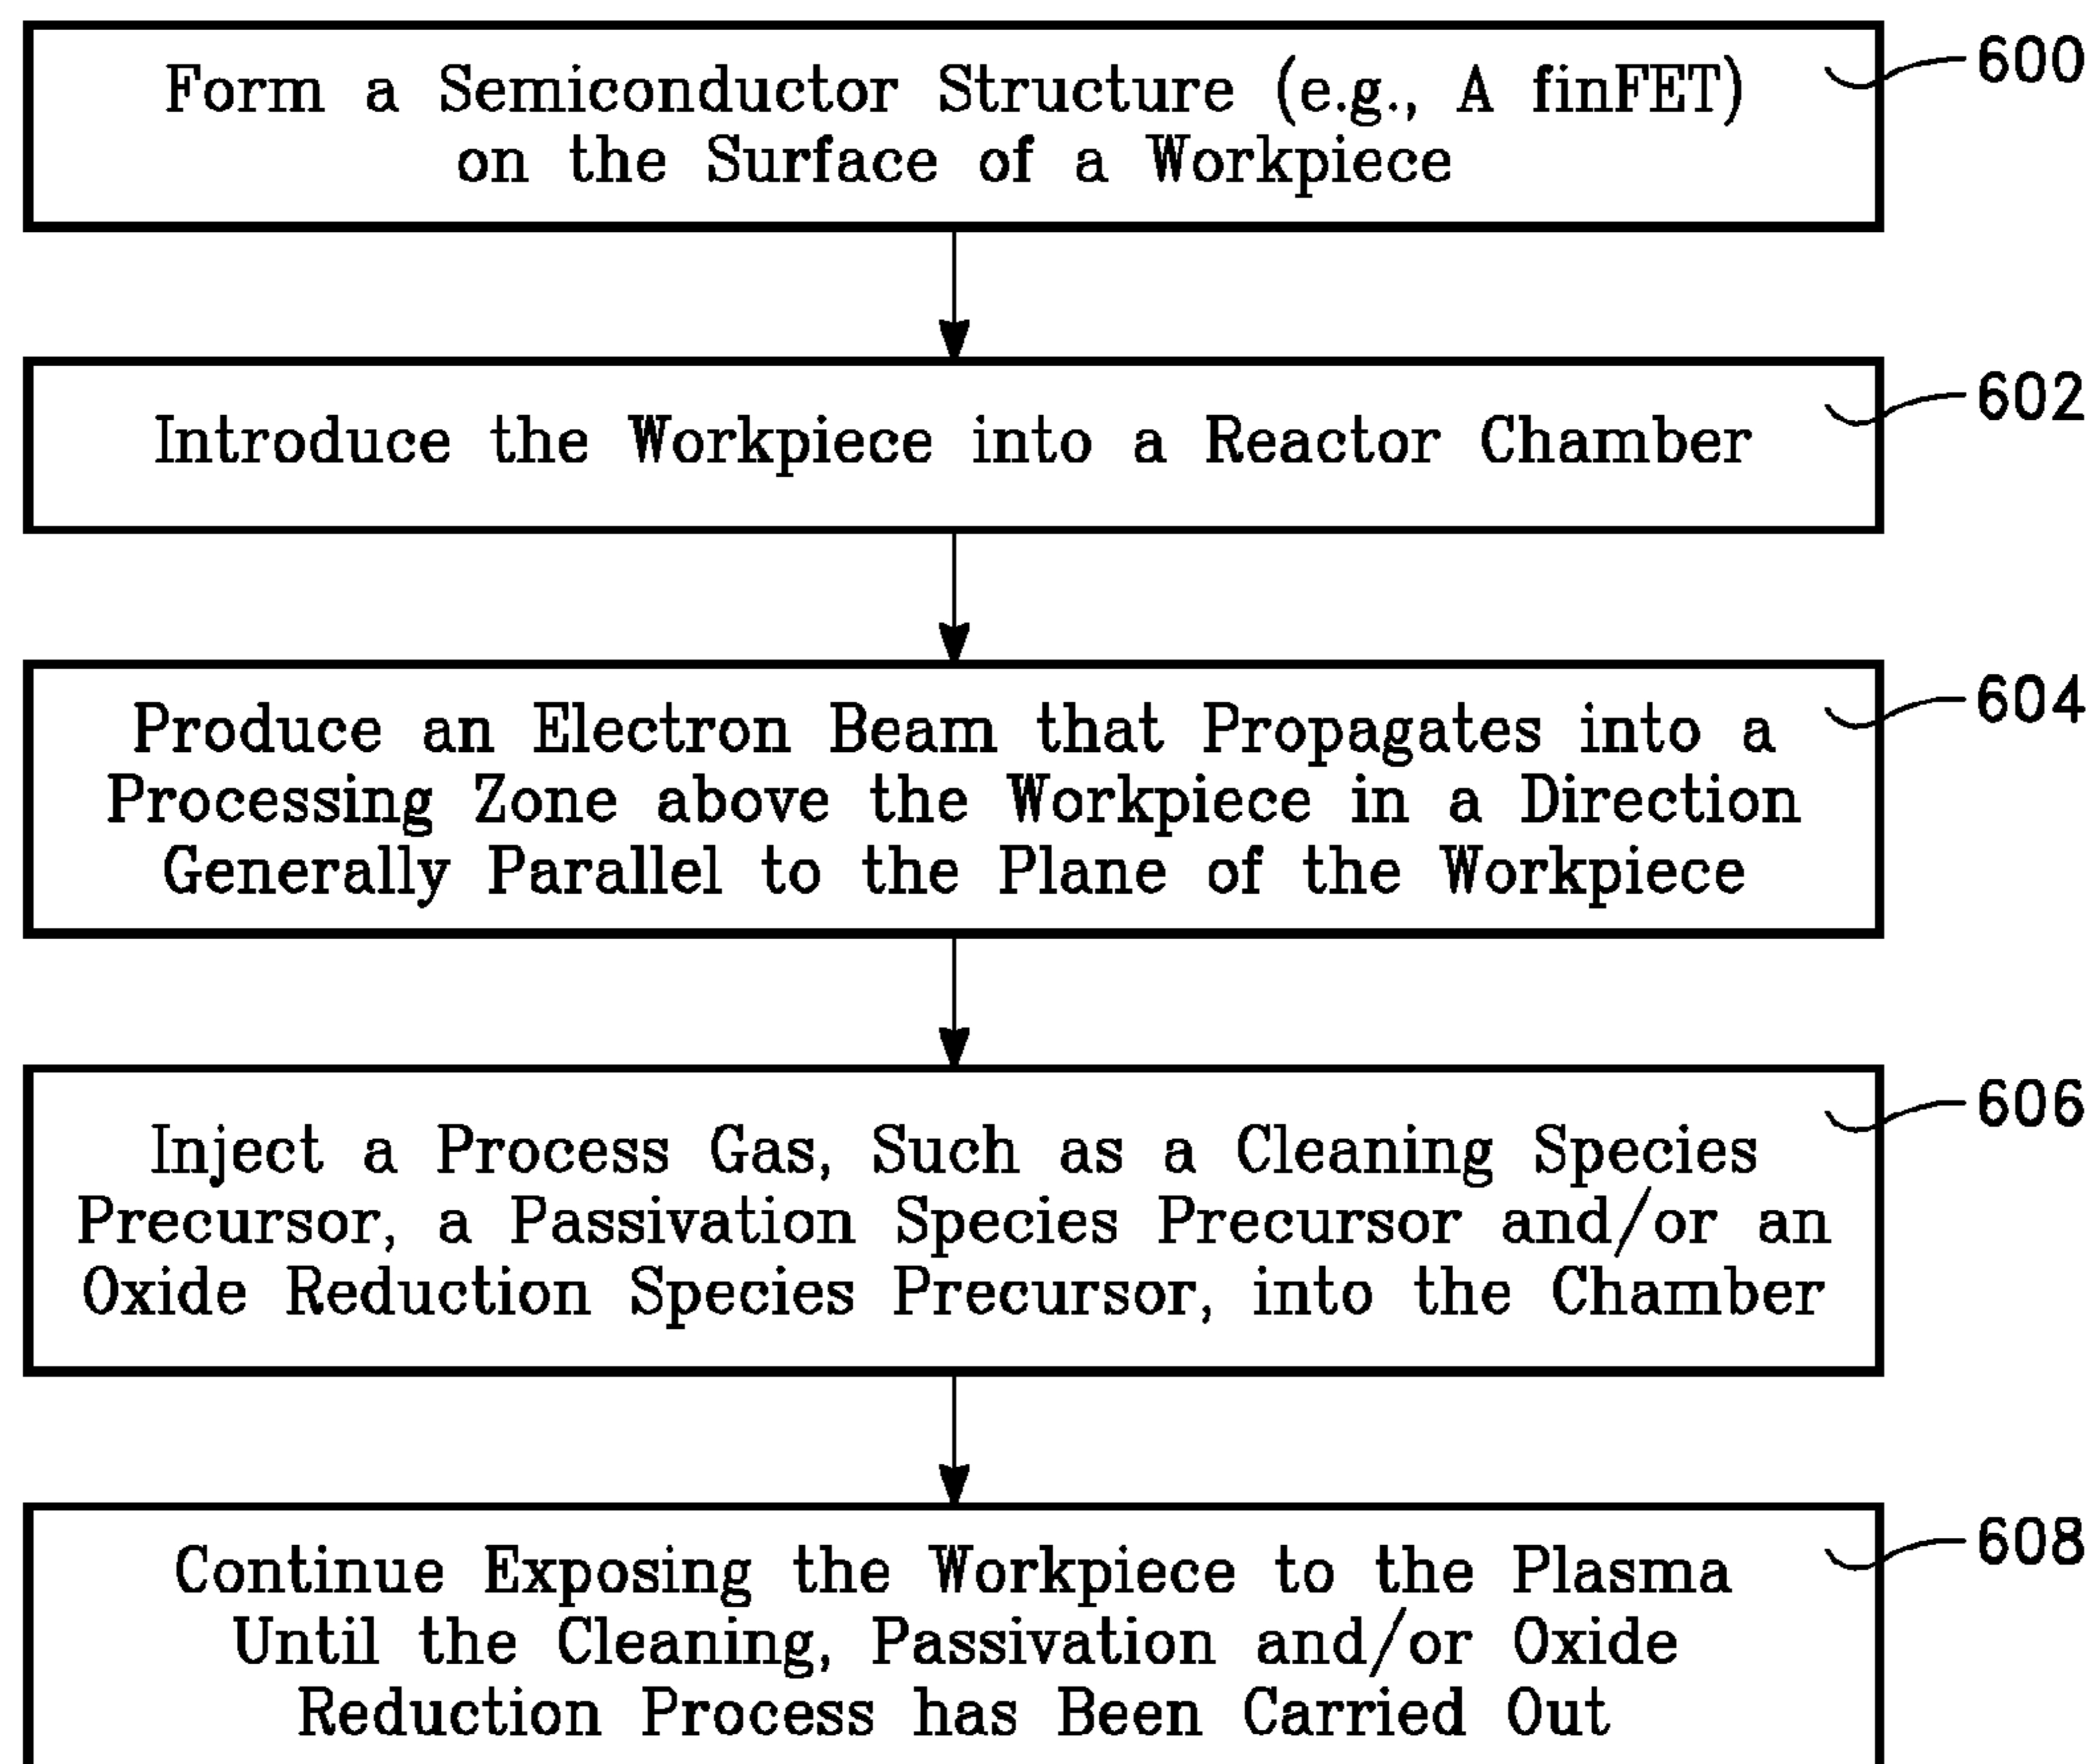 Form a Semiconductor Structure (e.g., A finFET)
on the Surface of a Workpiece
600
Introduce the Workpiece into a Reactor Chamber
602
Produce an Electron Beam that Propagates into a
Processing Zone above the Workpiece in a Direction
Generally Parallel to the Plane of the Workpiece
604
Inject a Process Gas, Such as a Cleaning Species
Precursor, a Passivation Species Precursor and/or an
Oxide Reduction Species Precursor, into the Chamber
606
Continue Exposing the Workpiece to the Plasma
Until the Cleaning, Passivation and/or Oxide
Reduction Process has Been Carried Out
608